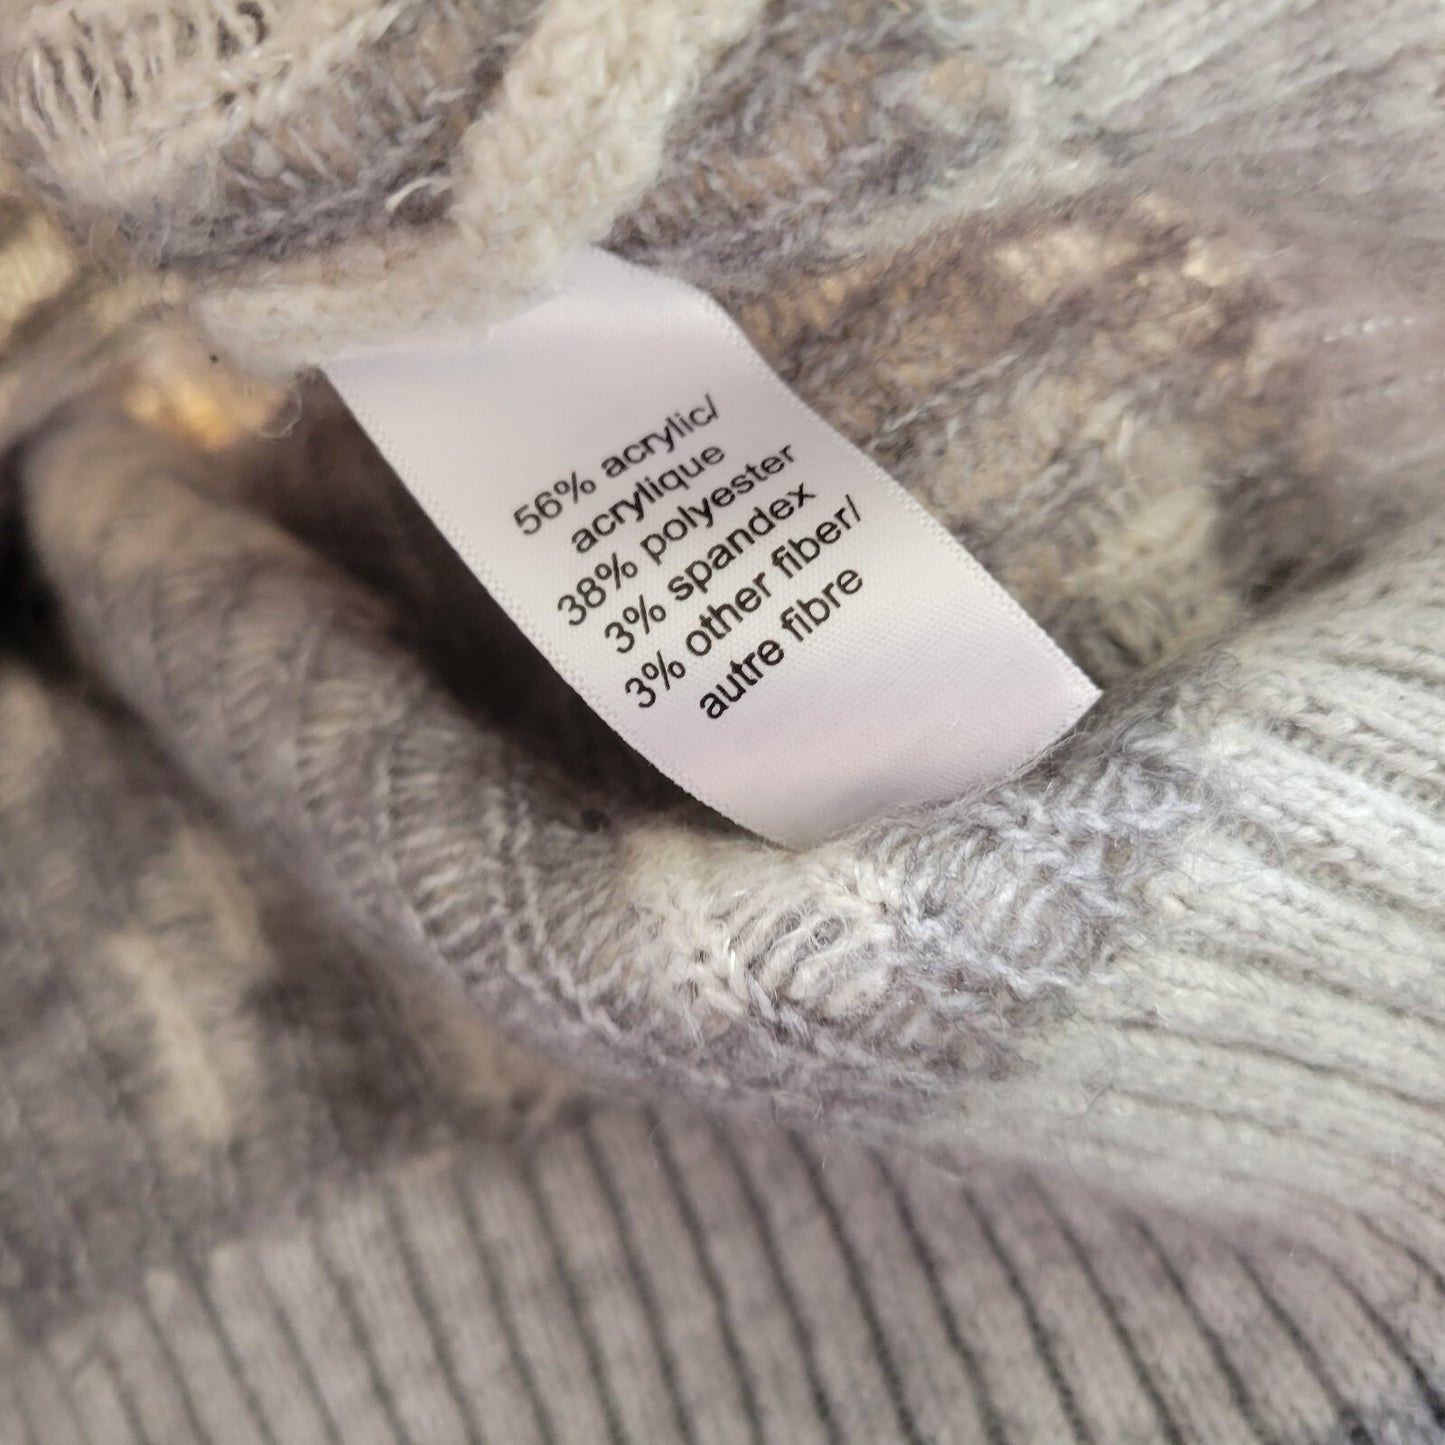 56% acrylic/
acrylique
38% polyester
3% spandex
3% other fiber/
autre fibre